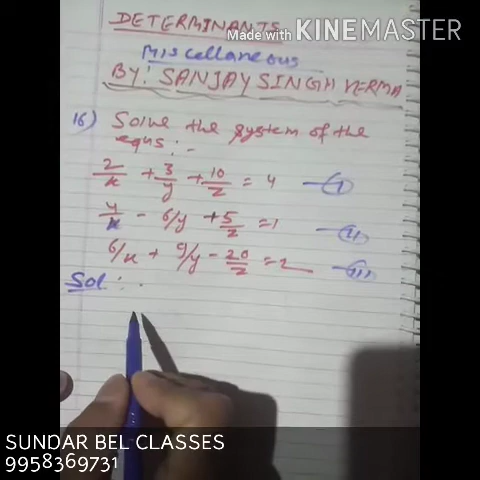 DETERMINANTS
Made with KINEMASTER
Miscellaneous
BY: SANJAY SINGH VERMA
16) Solve the system of the
eqns :-
2/x + 3/y + 10/z = 4 —(I)
4/x - 6/y + 5/z = 1 —(II)
6/x + 9/y - 20/z = 2 —(III)
Sol :-
SUNDAR BEL CLASSES
9958369731